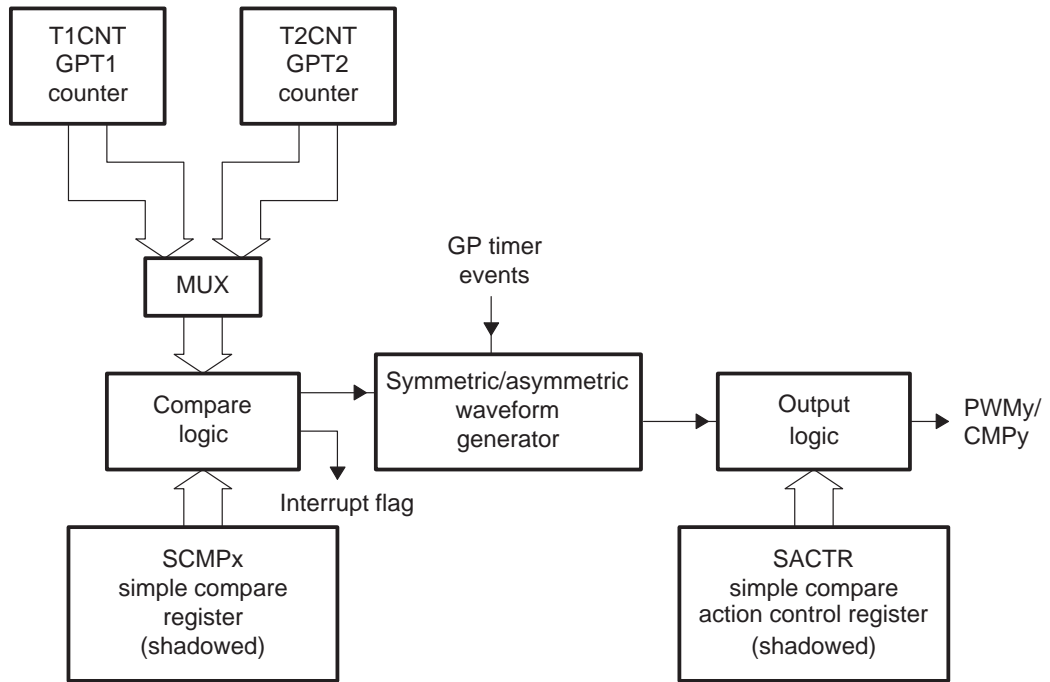 T1CNT
GPT1
counter
T2CNT
GPT2
counter
MUX
GP timer
events
Compare
logic
Symmetric/asymmetric
waveform
generator
Output
logic
PWMy/
CMPy
Interrupt flag
SCMPx
simple compare
register
(shadowed)
SACTR
simple compare
action control register
(shadowed)